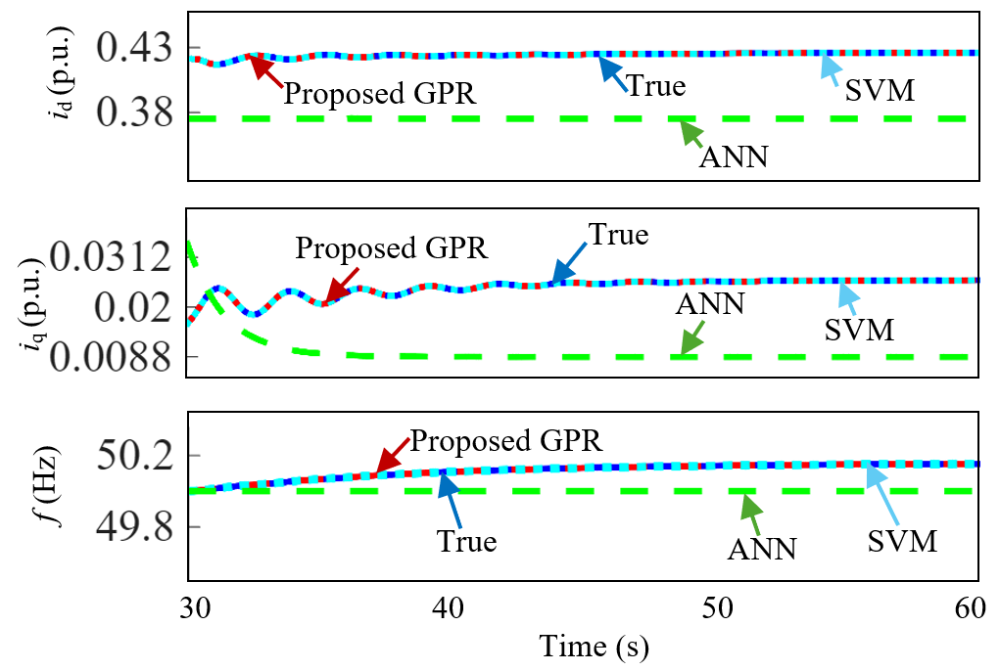 0.43
0.38
i_d (p.u.)
Proposed GPR
True
SVM
ANN
0.0312
0.02
0.0088
i_q (p.u.)
Proposed GPR
True
ANN
SVM
50.2
49.8
f (Hz)
Proposed GPR
True
ANN
SVM
30 40 50 60
Time (s)